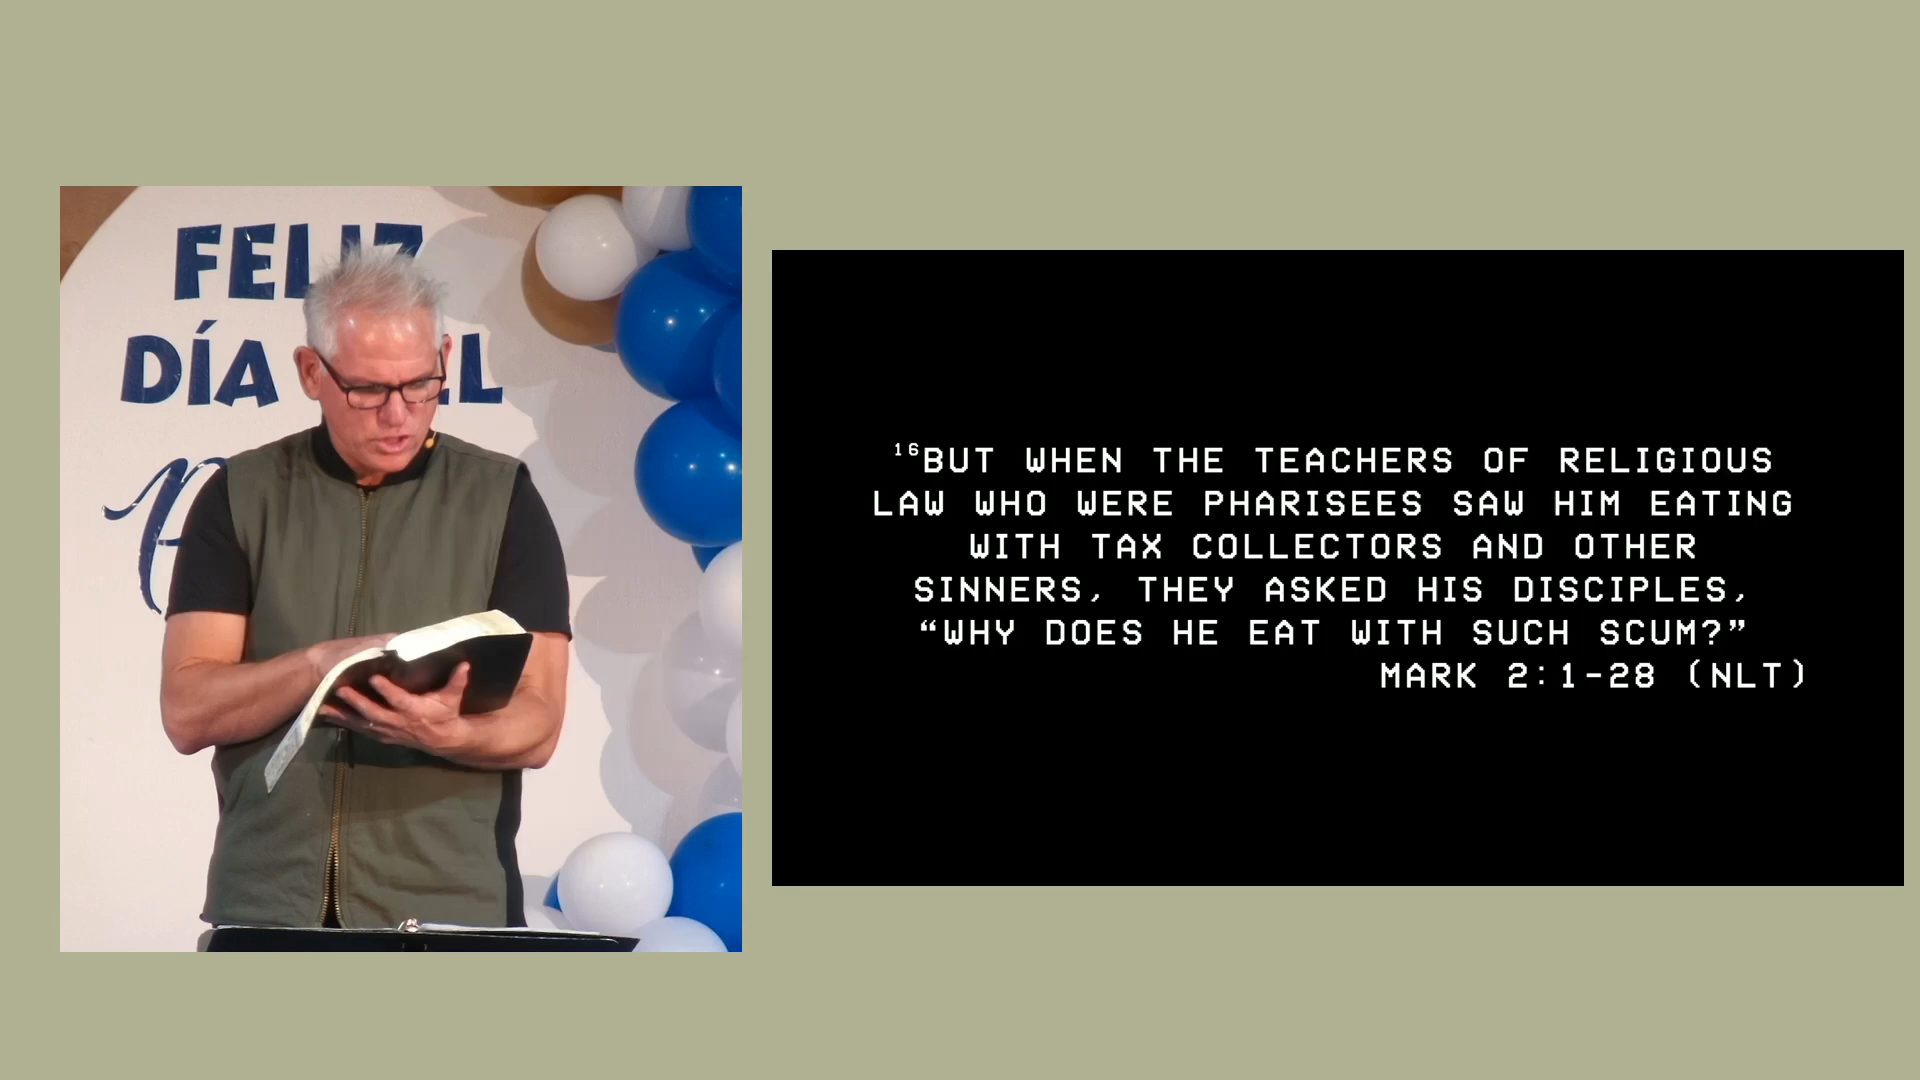 FELIZ
DÍA EL
¹⁶BUT WHEN THE TEACHERS OF RELIGIOUS
LAW WHO WERE PHARISEES SAW HIM EATING
WITH TAX COLLECTORS AND OTHER
SINNERS, THEY ASKED HIS DISCIPLES,
“WHY DOES HE EAT WITH SUCH SCUM?”
MARK 2:1-28 (NLT)